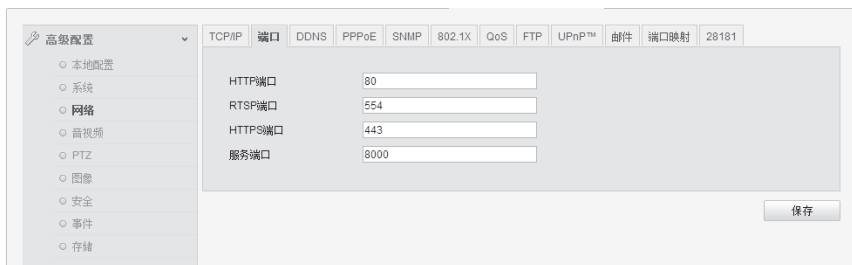 高级配置
本地配置
系统
网络
音视频
PTZ
图像
安全
事件
存储
TCP/IP 端口 DDNS PPPoE SNMP 802.1X QoS FTP UPnP™ 邮件 端口映射 28181
HTTP端口 80
RTSP端口 554
HTTPS端口 443
服务端口 8000
保存